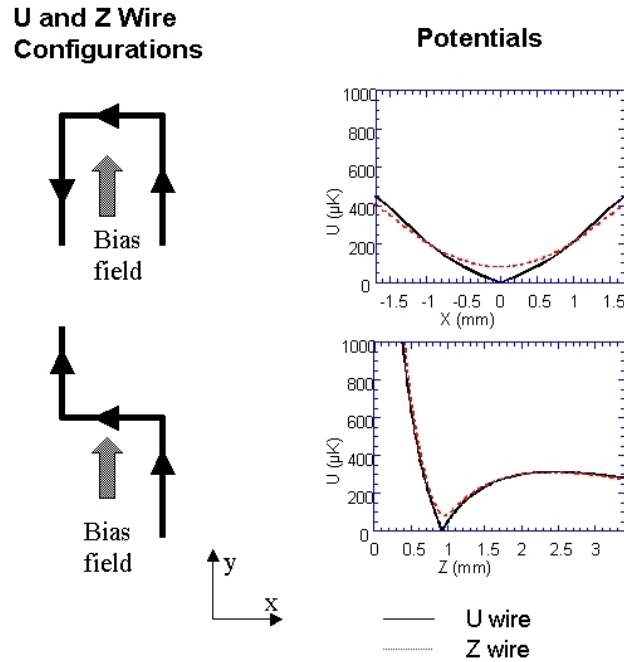 U and Z Wire
Configurations
Potentials
Bias
field
Bias
field
y
x
1000
800
600
400
200
0
U (µK)
-1.5 -1 -0.5 0 0.5 1 1.5
X (mm)
1000
800
600
400
200
0
U (µK)
0 0.5 1 1.5 2 2.5 3
Z (mm)
U wire
Z wire